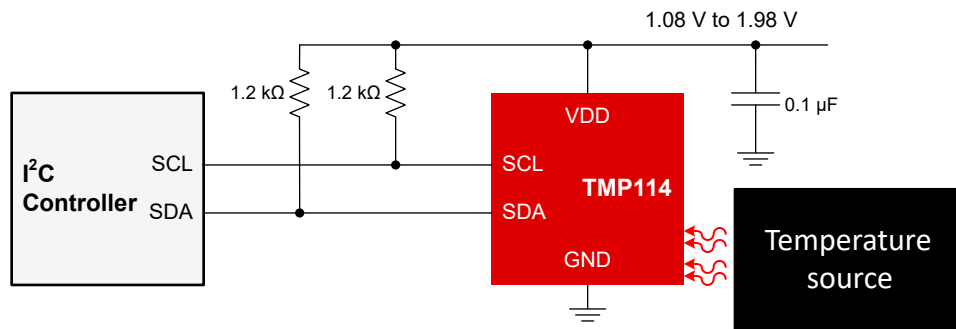 1.08 V to 1.98 V
1.2 kΩ
1.2 kΩ
0.1 µF
VDD
I²C
Controller
SCL
SDA
SCL
TMP114
SDA
GND
Temperature
source